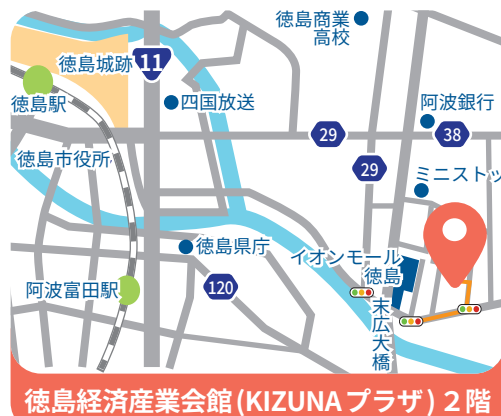 徳島商業
高校
徳島城跡
11
徳島駅
四国放送
阿波銀行
29
38
徳島市役所
29
ミニストッ
徳島県庁
イオンモール
徳島
120
阿波富田駅
末広大橋
徳島経済産業会館(KIZUNAプラザ)2階